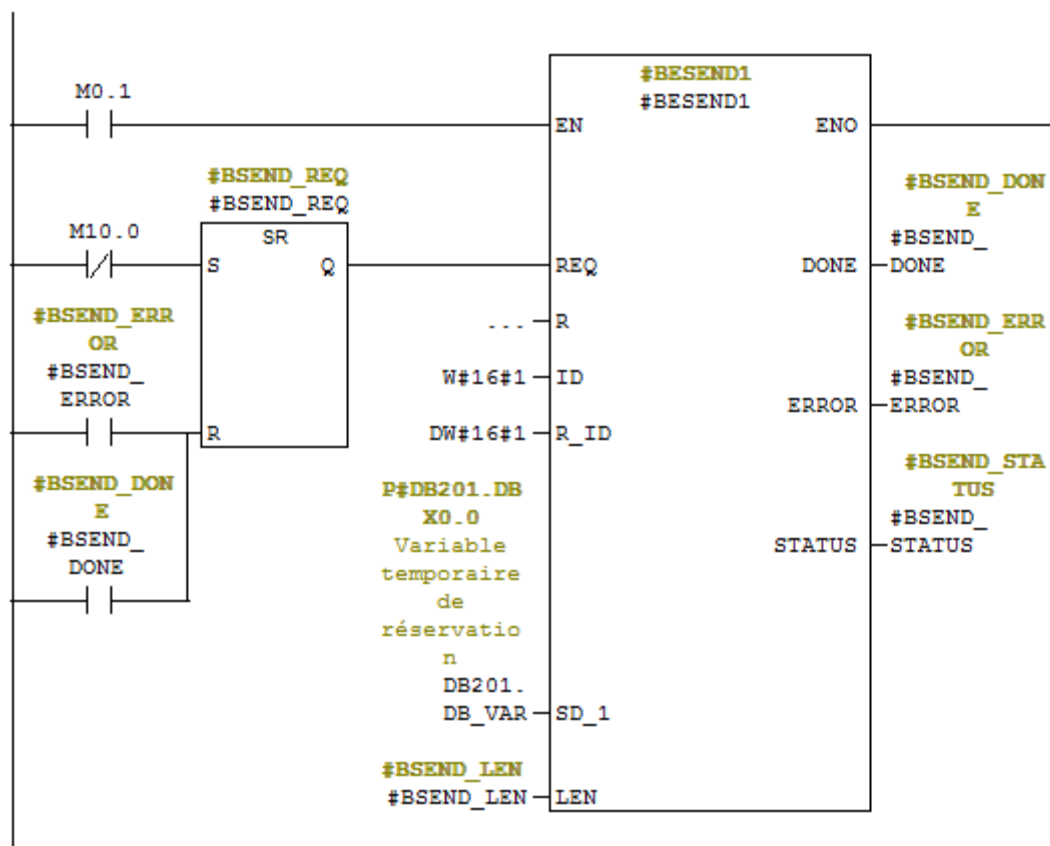 M0.1
#BESEND1
#BESEND1
EN
ENO
#BSEND_REQ
#BSEND_REQ
M10.0
SR
S
Q
REQ
#BSEND_DON
E
#BSEND_
DONE
DONE
#BSEND_ERR
OR
#BSEND_
ERROR
R
...
R
W#16#1
ID
DW#16#1
R_ID
#BSEND_ERR
OR
#BSEND_
ERROR
ERROR
#BSEND_DON
E
#BSEND_
DONE
P#DB201.DB
X0.0
Variable
temporaire
de
réservatio
n
DB201.
DB_VAR
SD_1
#BSEND_STA
TUS
#BSEND_
STATUS
STATUS
#BSEND_LEN
#BSEND_LEN
LEN